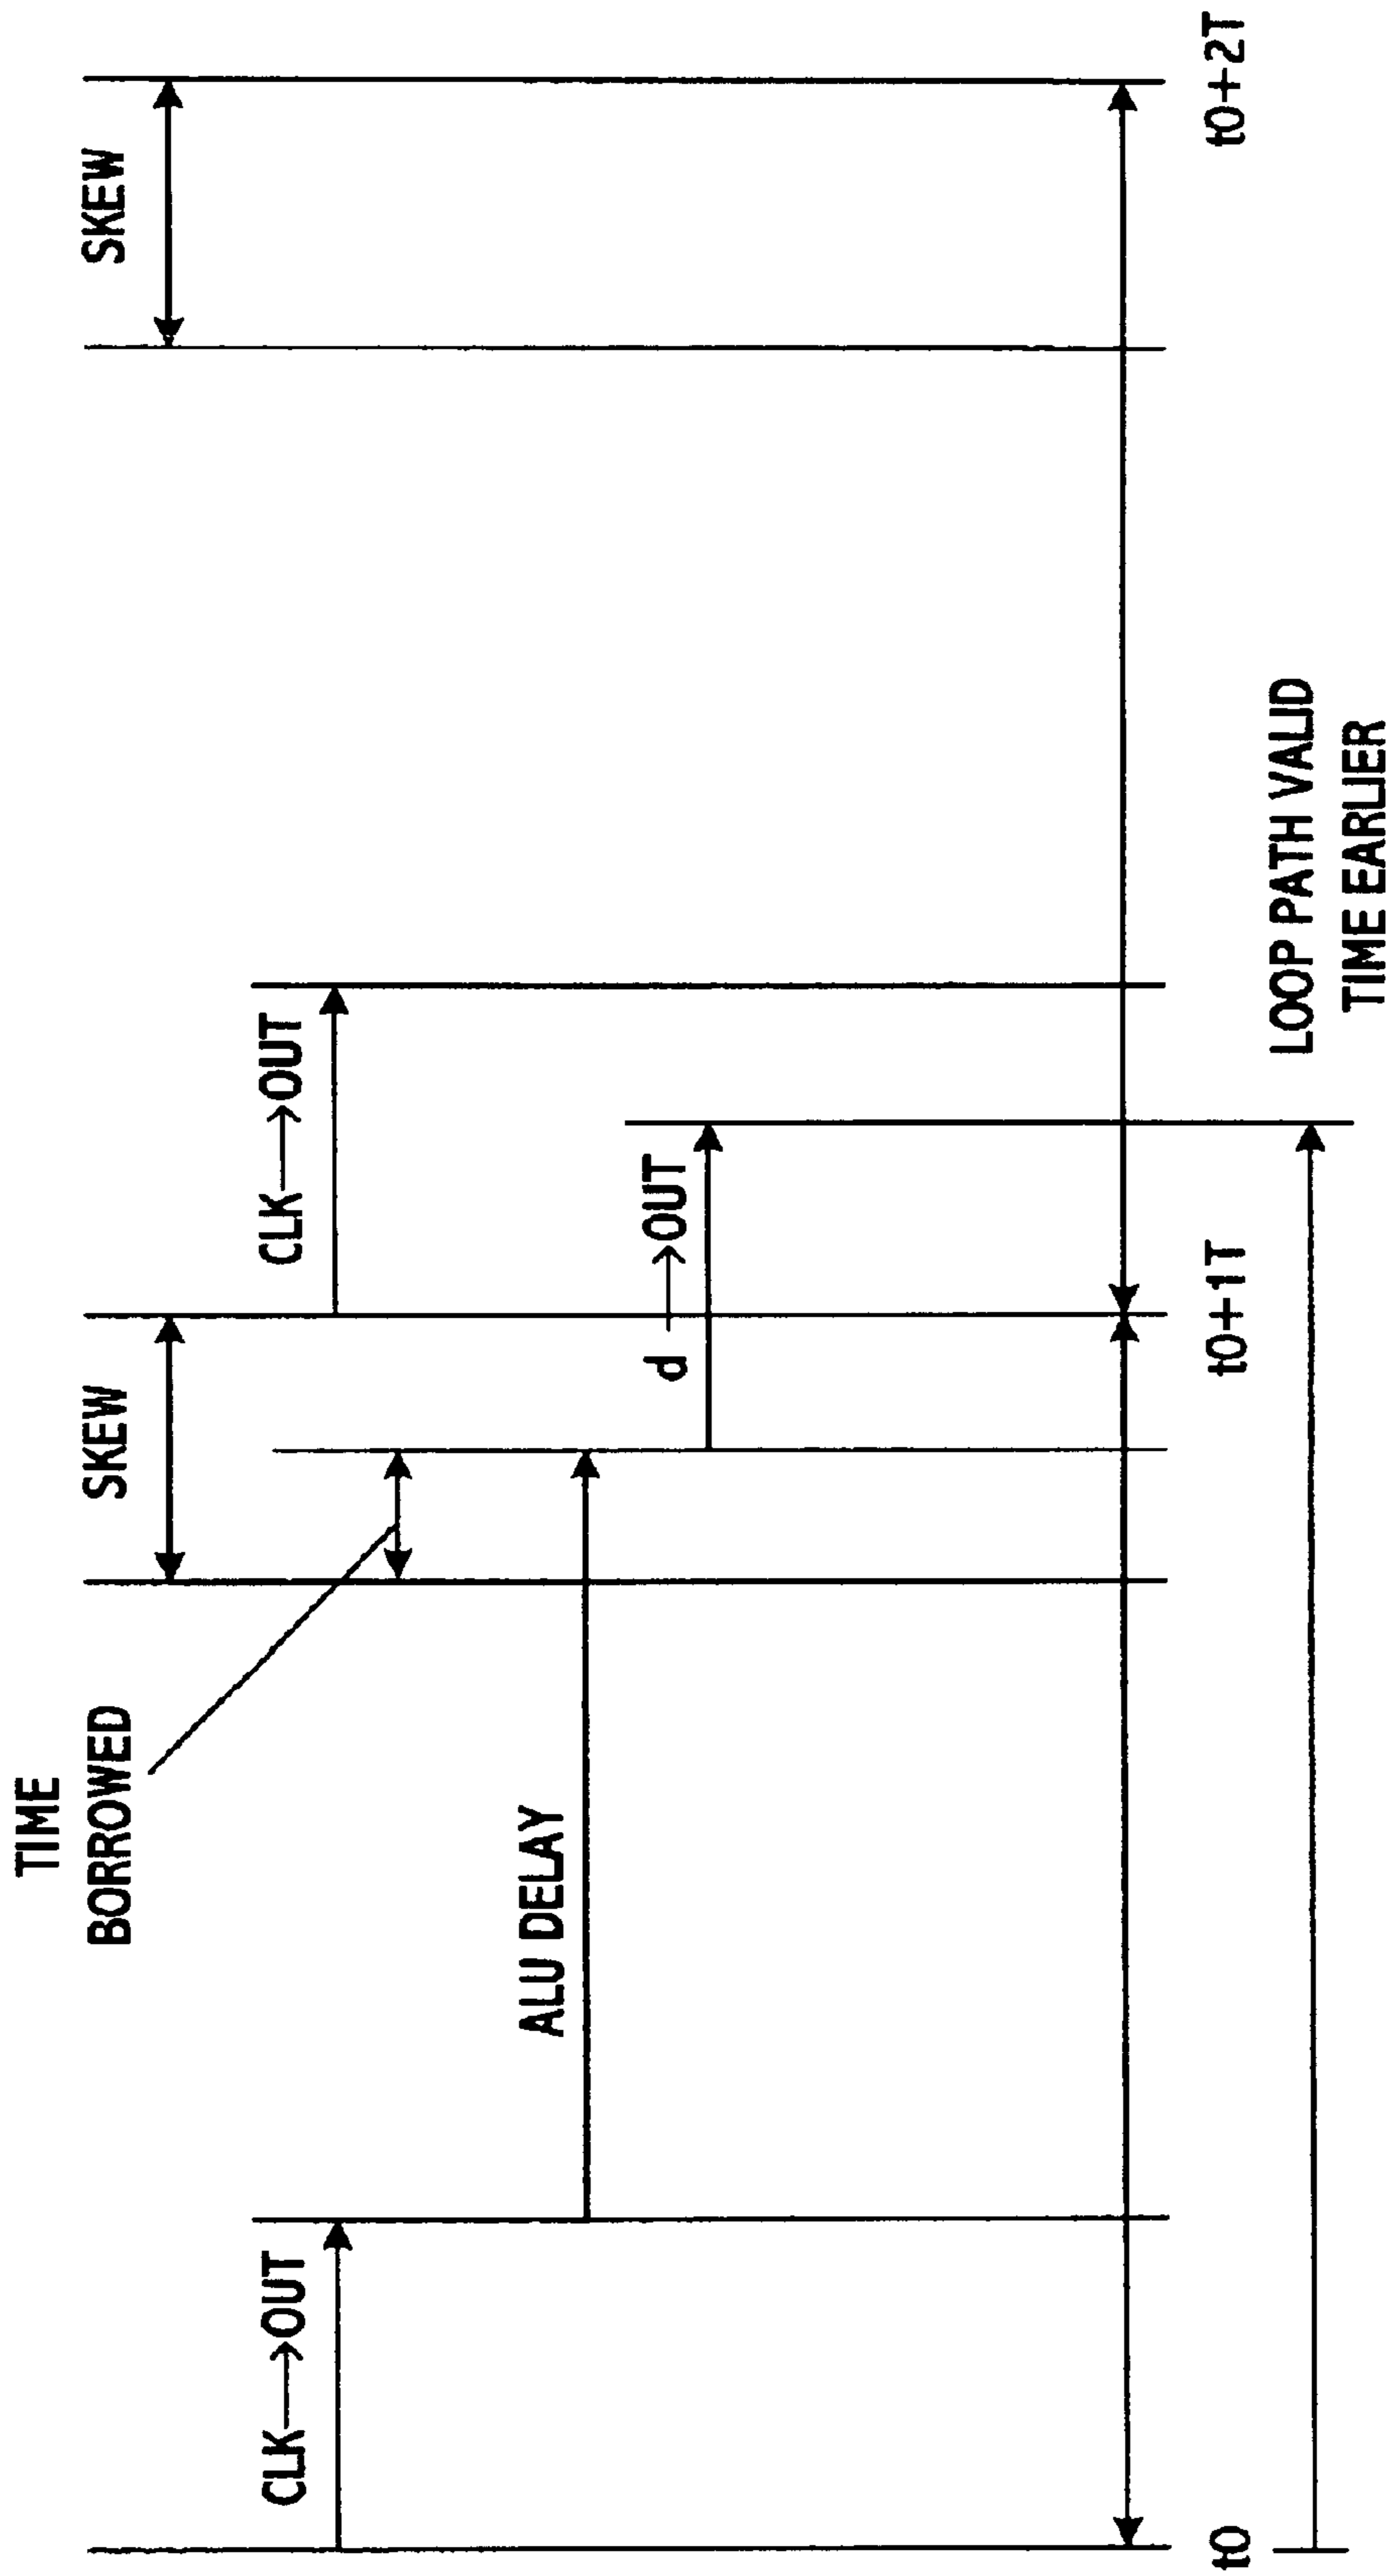 TIME
BORROWED
SKEW
SKEW
CLK→OUT
CLK→OUT
ALU DELAY
d→OUT
t0
t0+1T
t0+2T
LOOP PATH VALID
TIME EARLIER